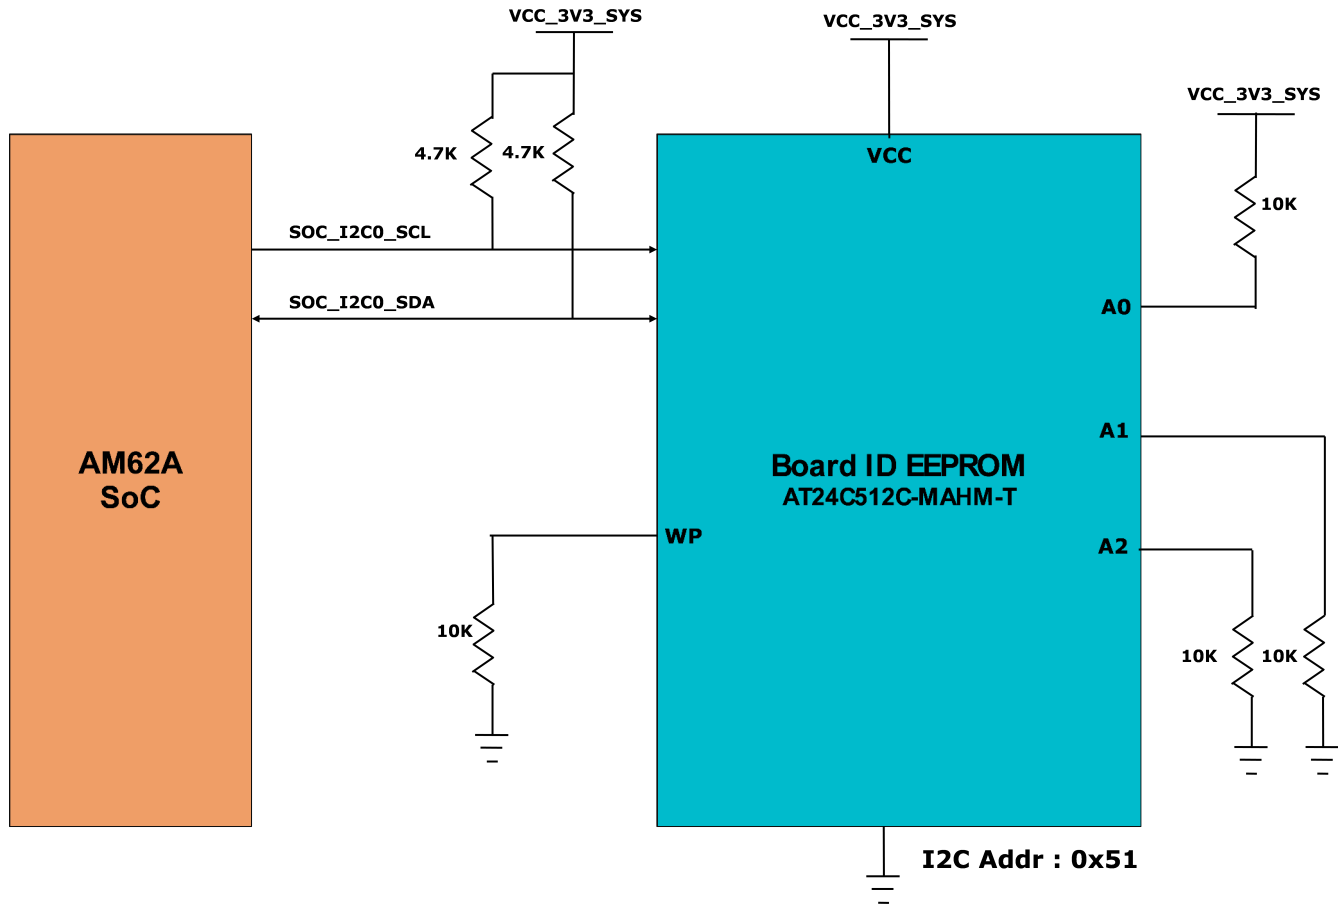 VCC_3V3_SYS
VCC_3V3_SYS
VCC_3V3_SYS
4.7K
4.7K
VCC
10K
SOC_I2C0_SCL
SOC_I2C0_SDA
A0
A1
AM62A
SoC
Board ID EEPROM
AT24C512C-MAHM-T
WP
A2
10K
10K
10K
I2C Addr : 0x51